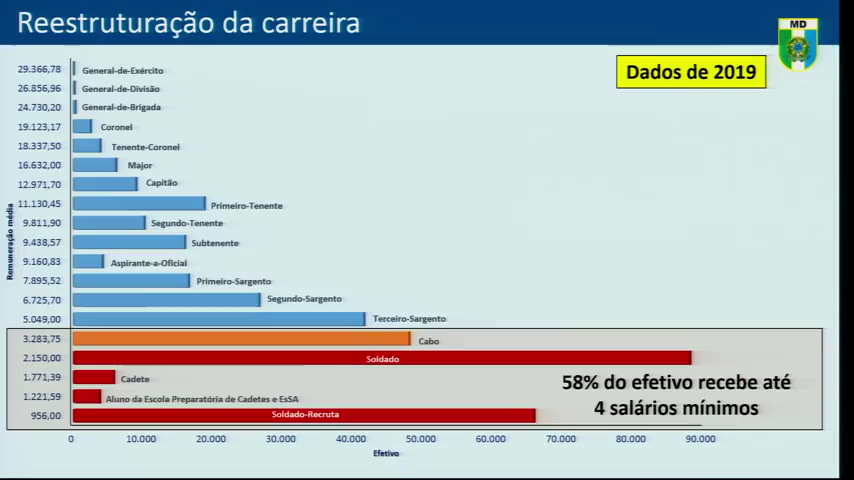 Reestruturação da carreira
MD
Dados de 2019
Remuneração média
29.366,78 General-de-Exército
26.856,96 General-de-Divisão
24.730,20 General-de-Brigada
19.123,17 Coronel
18.337,50 Tenente-Coronel
16.632,00 Major
12.971,70 Capitão
11.130,45 Primeiro-Tenente
9.811,90 Segundo-Tenente
9.438,57 Subtenente
9.160,83 Aspirante-a-Oficial
7.895,52 Primeiro-Sargento
6.725,70 Segundo-Sargento
5.049,00 Terceiro-Sargento
3.283,75 Cabo
2.150,00 Soldado
1.771,39 Cadete
1.221,59 Aluno da Escola Preparatória de Cadetes e EsSA
956,00 Soldado-Recruta
58% do efetivo recebe até
4 salários mínimos
0 10.000 20.000 30.000 40.000 50.000 60.000 70.000 80.000 90.000
Efetivo